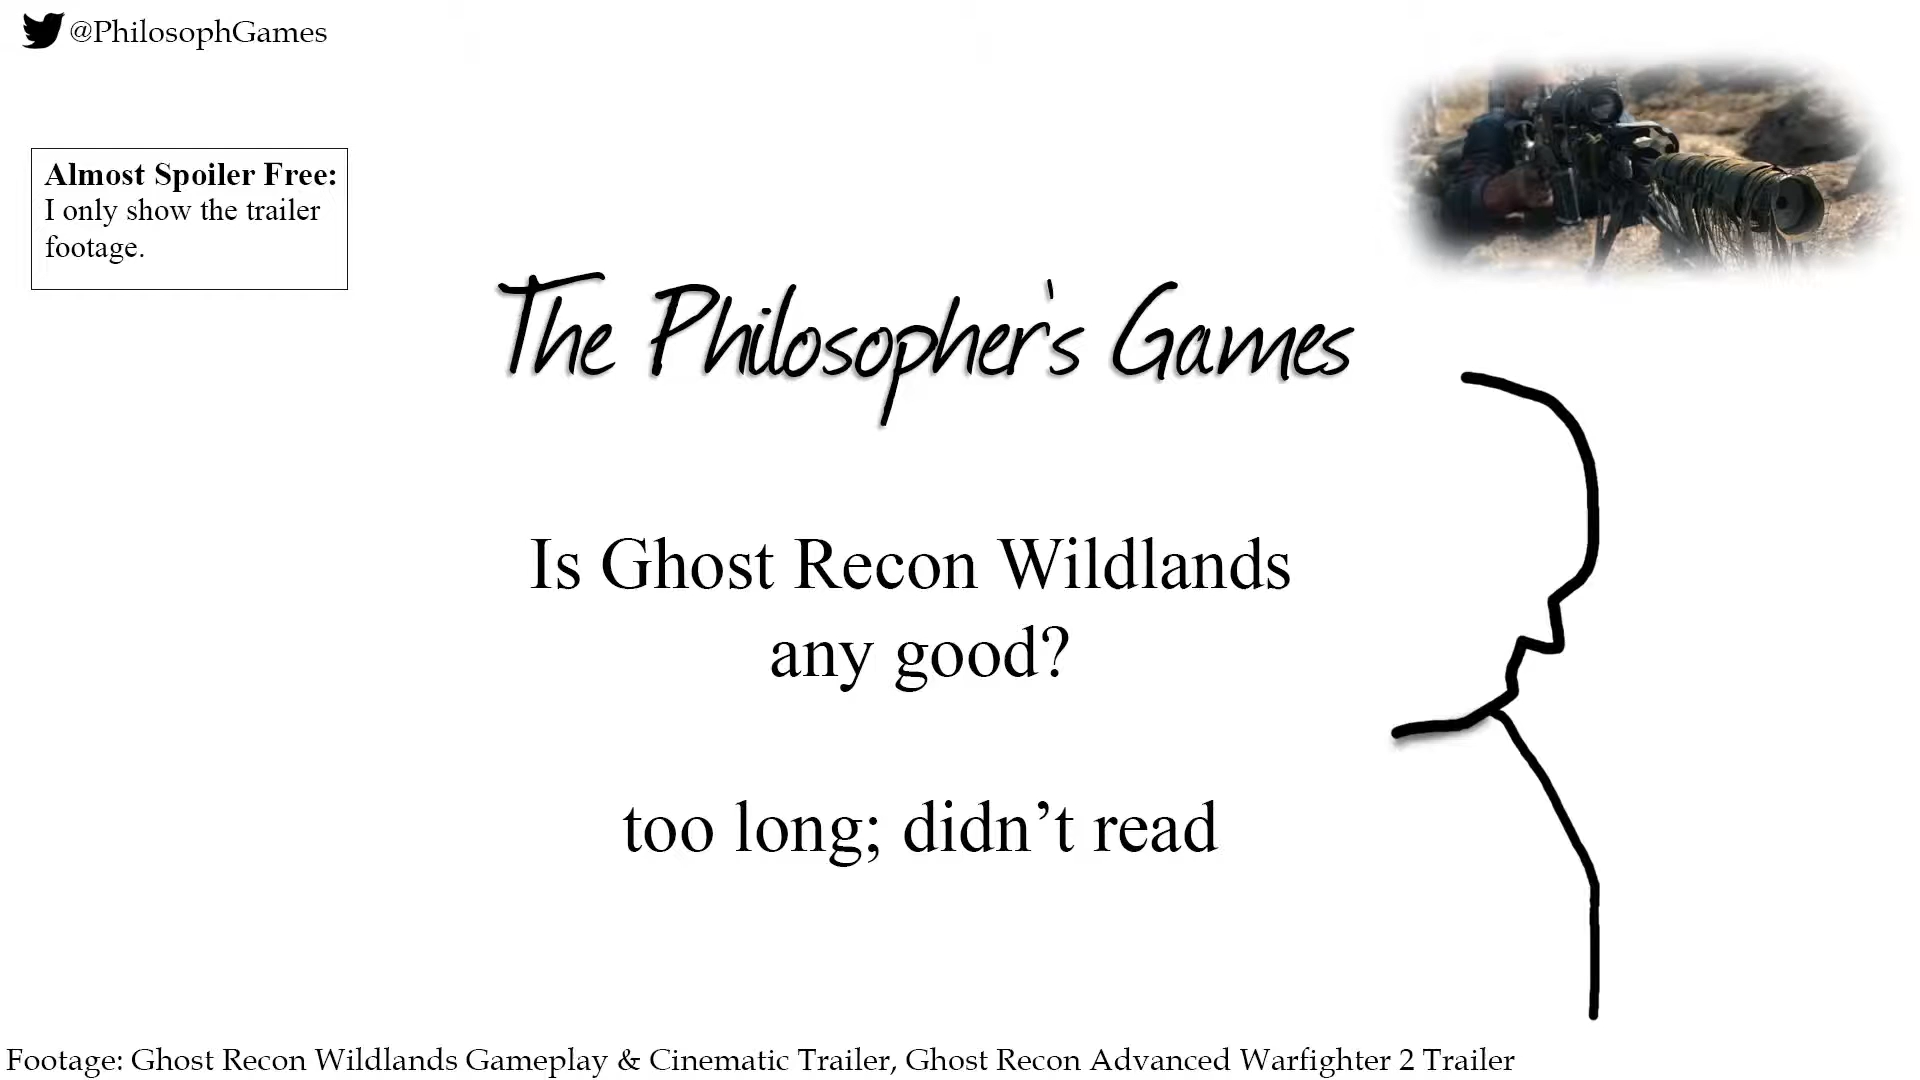 @PhilosophGames
Almost Spoiler Free:
I only show the trailer
footage.
The Philosopher's Games
Is Ghost Recon Wildlands
any good?
too long; didn’t read
Footage: Ghost Recon Wildlands Gameplay & Cinematic Trailer, Ghost Recon Advanced Warfighter 2 Trailer